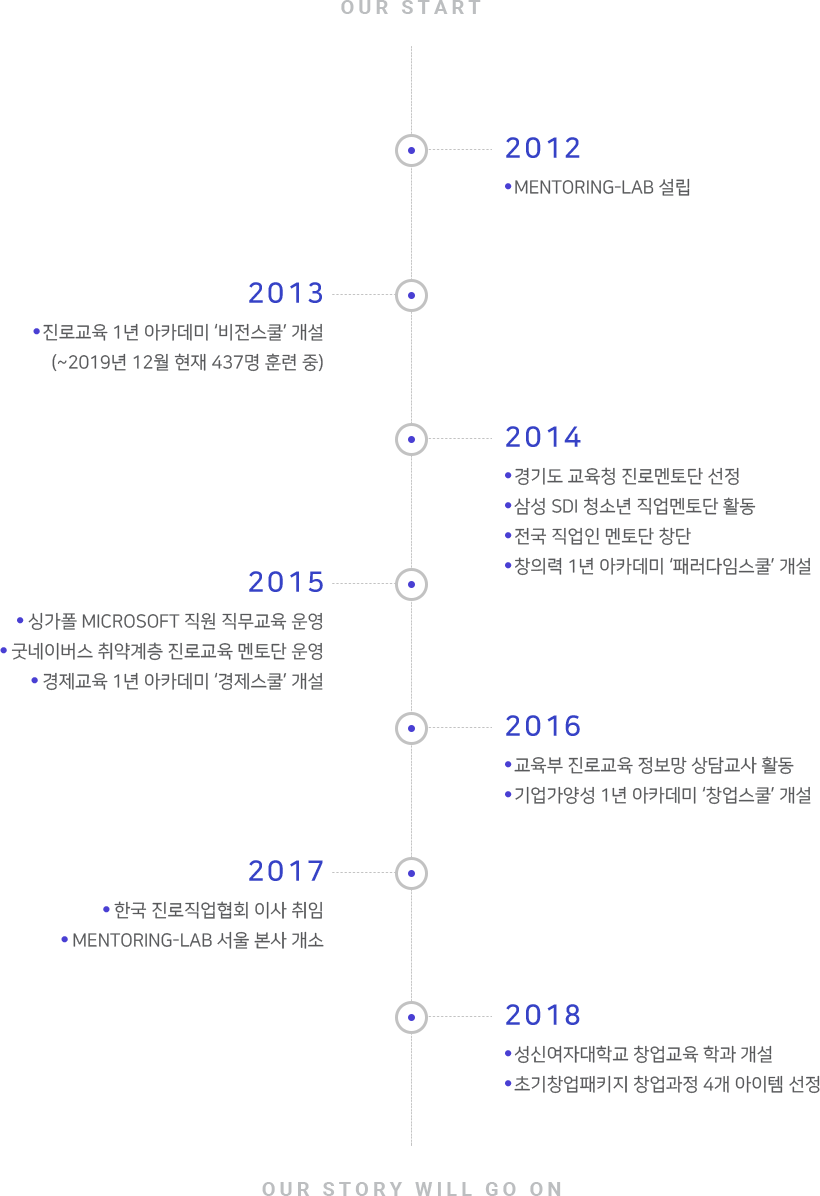 OUR START
2012
•MENTORING-LAB 설립
2013
•진로교육 1년 아카데미 ‘비전스쿨’ 개설
(~2019년 12월 현재 437명 훈련 중)
2014
•경기도 교육청 진로멘토단 선정
•삼성 SDI 청소년 직업멘토단 활동
•전국 직업인 멘토단 창단
•창의력 1년 아카데미 ‘패러다임스쿨’ 개설
2015
• 싱가폴 MICROSOFT 직원 직무교육 운영
• 굿네이버스 취약계층 진로교육 멘토단 운영
• 경제교육 1년 아카데미 ‘경제스쿨’ 개설
2016
•교육부 진로교육 정보망 상담교사 활동
•기업가양성 1년 아카데미 ‘창업스쿨’ 개설
2017
• 한국 진로직업협회 이사 취임
• MENTORING-LAB 서울 본사 개소
2018
•성신여자대학교 창업교육 학과 개설
•초기창업패키지 창업과정 4개 아이템 선정
OUR STORY WILL GO ON